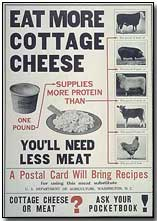 EAT MORE
COTTAGE
CHEESE
SUPPLIES
MORE PROTEIN
THAN:
ONE
POUND
YOU'LL NEED
LESS MEAT
A Postal Card Will Bring Recipes
for using this meat substitute
U. S. DEPARTMENT OF AGRICULTURE, WASHINGTON, D. C.
COTTAGE CHEESE
OR MEAT
?
ASK YOUR
POCKETBOOK!